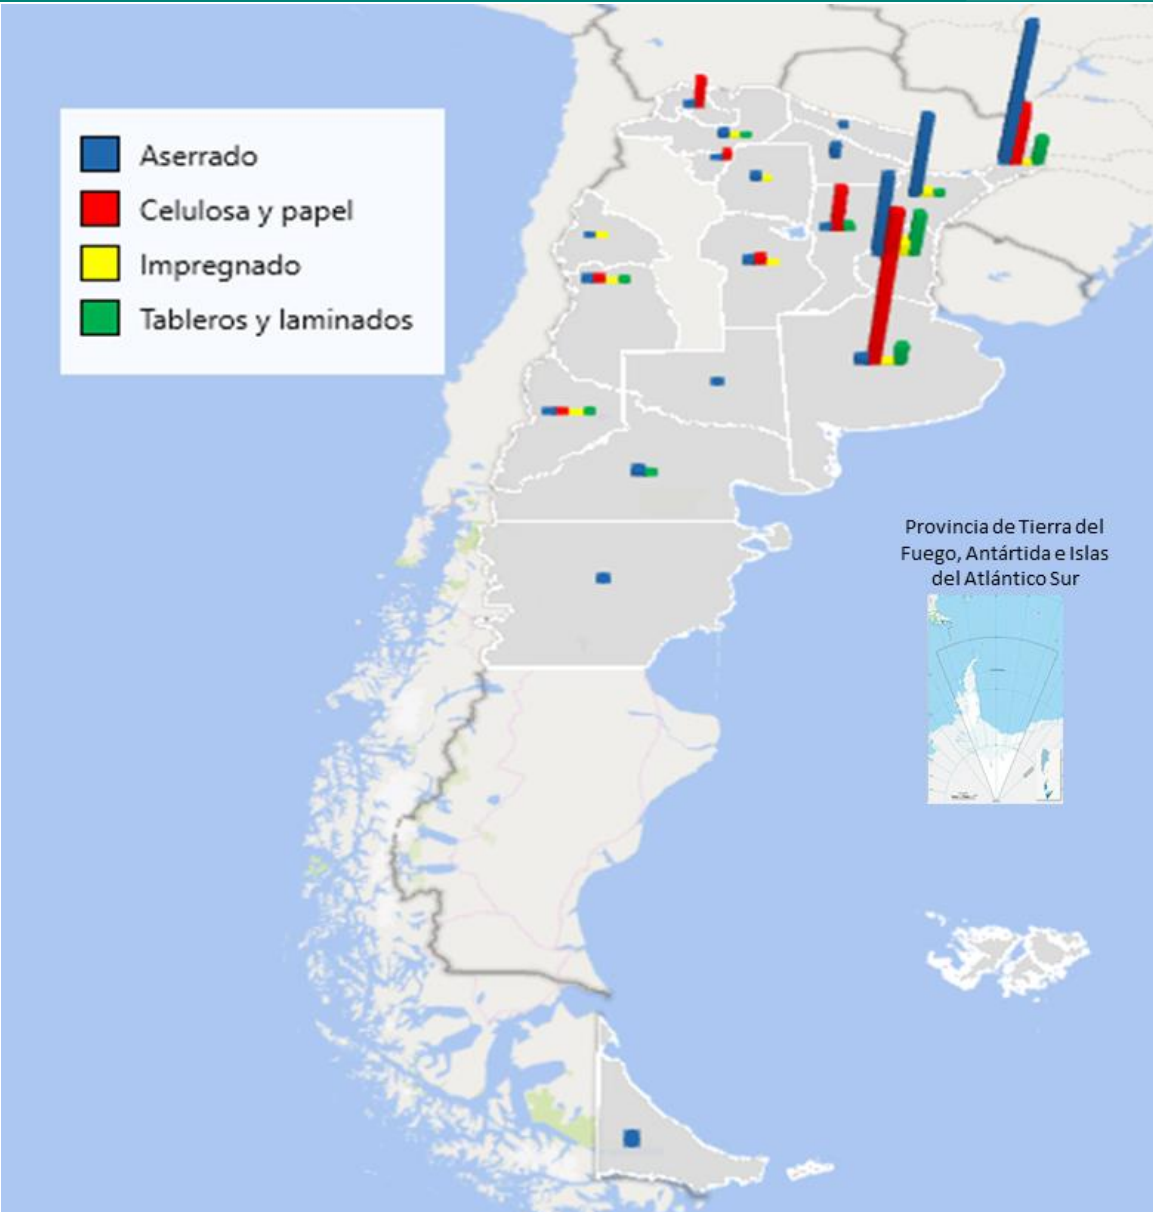 Aserrado
Celulosa y papel
Impregnado
Tableros y laminados
Provincia de Tierra del
Fuego, Antártida e Islas
del Atlántico Sur